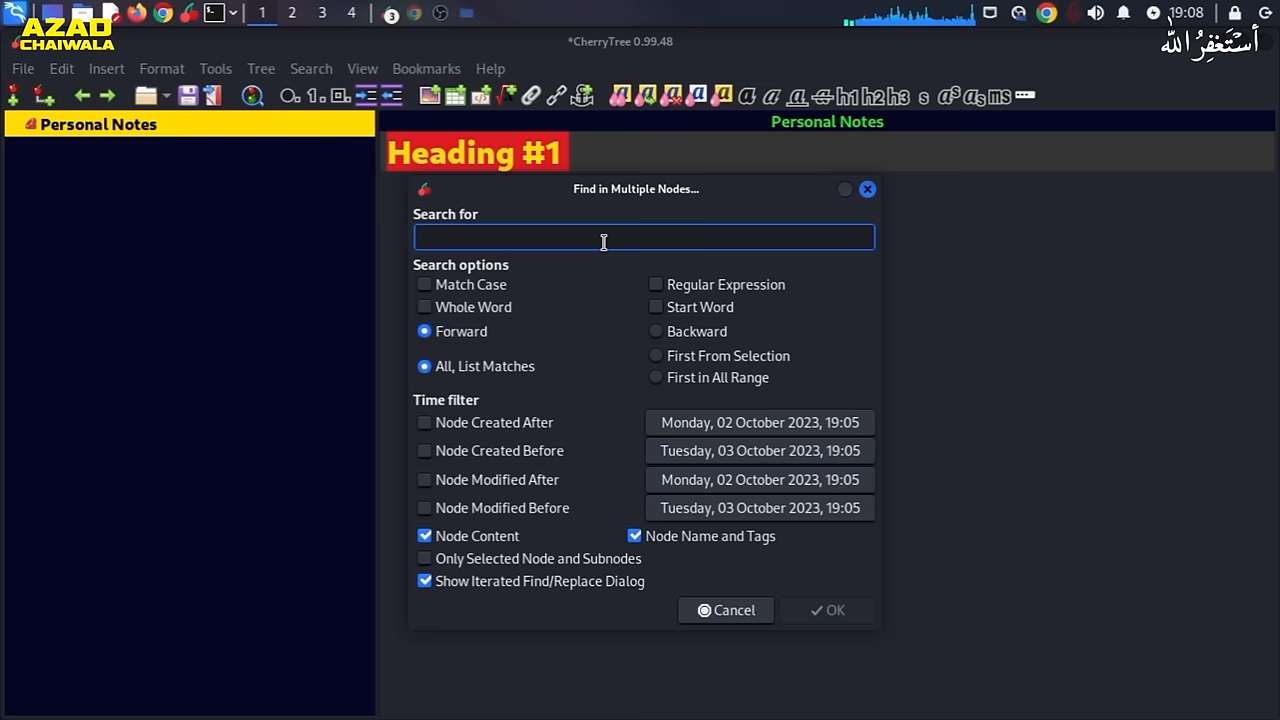 1 2 3 4 3 19:08
AZAD
CHAIWALA
*CherryTree 0.99.48
أستغفر الله
File Edit Insert Format Tools Tree Search View Bookmarks Help
h1 h2 h3 s ms
Personal Notes
Personal Notes
Heading #1
Find in Multiple Nodes...
Search for
Search options
Match Case Regular Expression
Whole Word Start Word
Forward Backward
All, List Matches First From Selection
First in All Range
Time filter
Node Created After Monday, 02 October 2023, 19:05
Node Created Before Tuesday, 03 October 2023, 19:05
Node Modified After Monday, 02 October 2023, 19:05
Node Modified Before Tuesday, 03 October 2023, 19:05
Node Content Node Name and Tags
Only Selected Node and Subnodes
Show Iterated Find/Replace Dialog
Cancel OK